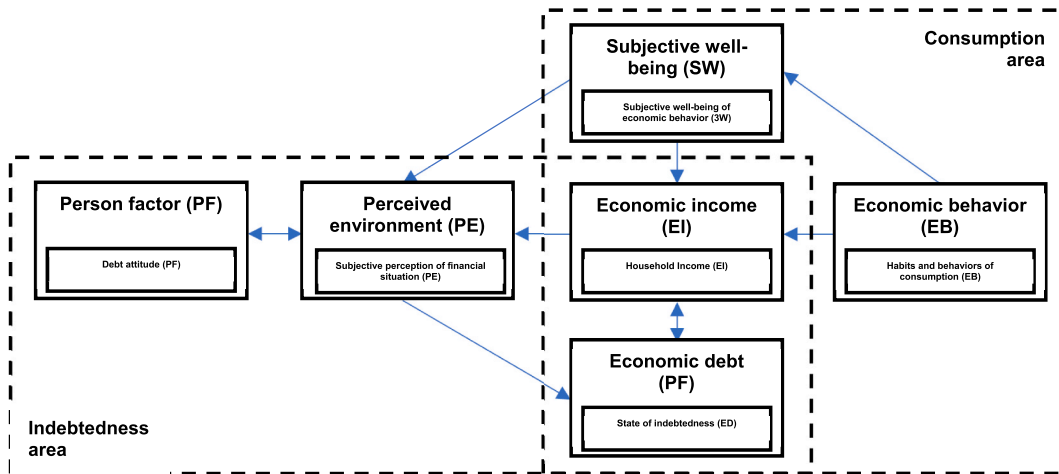 Subjective well-
being (SW)
Subjective well-being of
economic behavior (3W)
Consumption
area
Person factor (PF)
Debt attitude (PF)
Perceived
environment (PE)
Subjective perception of financial
situation (PE)
Economic income
(EI)
Household Income (EI)
Economic behavior
(EB)
Habits and behaviors
of consumption (EB)
Economic debt
(PF)
State of indebtedness (ED)
Indebtedness
area